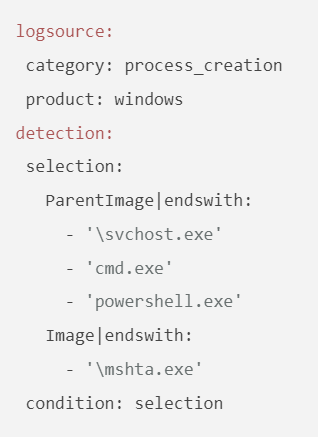 logsource:
 category: process_creation
 product: windows
detection:
 selection:
   ParentImage|endswith:
     - '\svchost.exe'
     - 'cmd.exe'
     - 'powershell.exe'
   Image|endswith:
     - '\mshta.exe'
 condition: selection